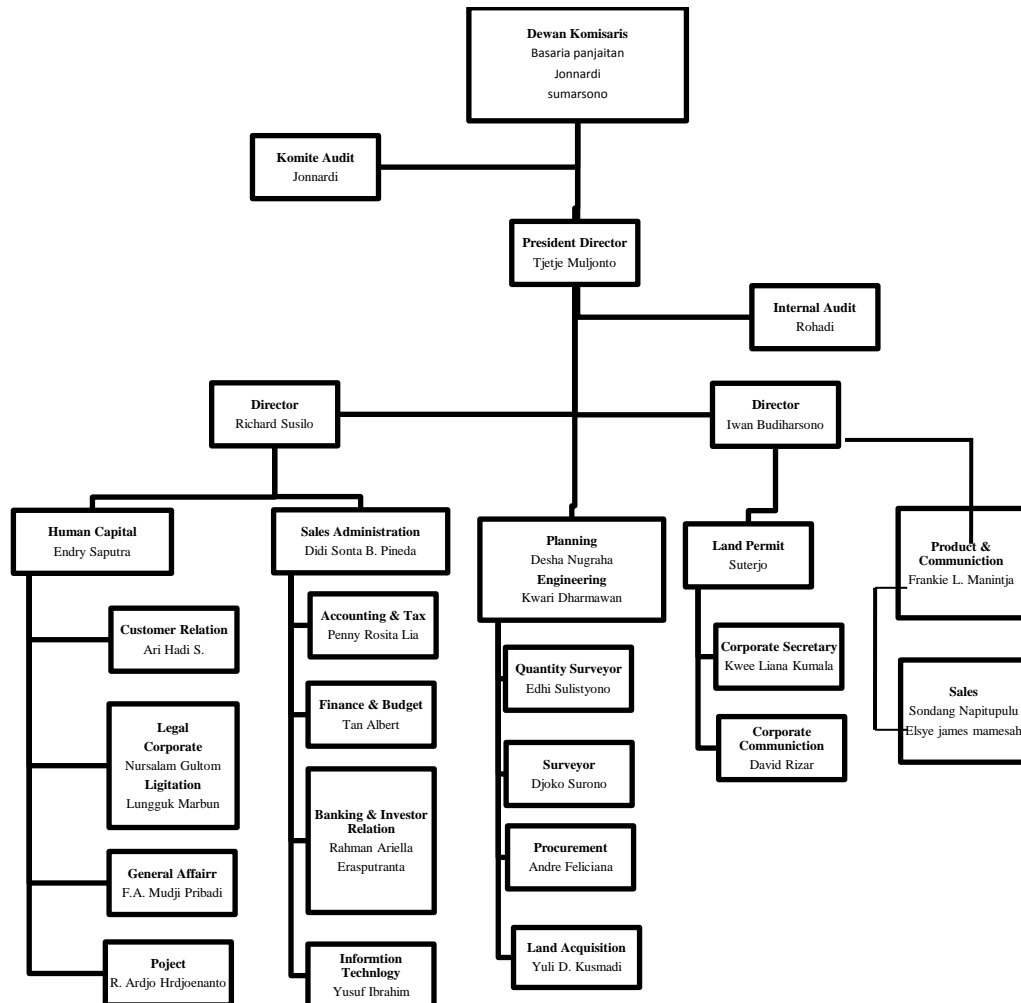 Dewan Komisaris
Basaria panjaitan
Jonnardi
sumarsono
Komite Audit
Jonnardi
President Director
Tjetje Muljonto
Internal Audit
Rohadi
Director
Richard Susilo
Director
Iwan Budiharsono
Human Capital
Endry Saputra
Sales Administration
Didi Sonta B. Pineda
Planning
Desha Nugraha
Engineering
Kwari Dharmawan
Land Permit
Suterjo
Product &
Communiction
Frankie L. Manintja
Customer Relation
Ari Hadi S.
Legal
Corporate
Nursalam Gultom
Ligitation
Lungguk Marbun
General Affairr
F.A. Mudji Pribadi
Poject
R. Ardjo Hrdjoenanto
Accounting & Tax
Penny Rosita Lia
Finance & Budget
Tan Albert
Banking & Investor
Relation
Rahman Ariella
Erasputranta
Informtion
Technlogy
Yusuf Ibrahim
Quantity Surveyor
Edhi Sulistyono
Surveyor
Djoko Surono
Procurement
Andre Feliciana
Land Acquisition
Yuli D. Kusmadi
Corporate Secretary
Kwee Liana Kumala
Corporate
Communiction
David Rizar
Sales
Sondang Napitupulu
Elsye james mamesah